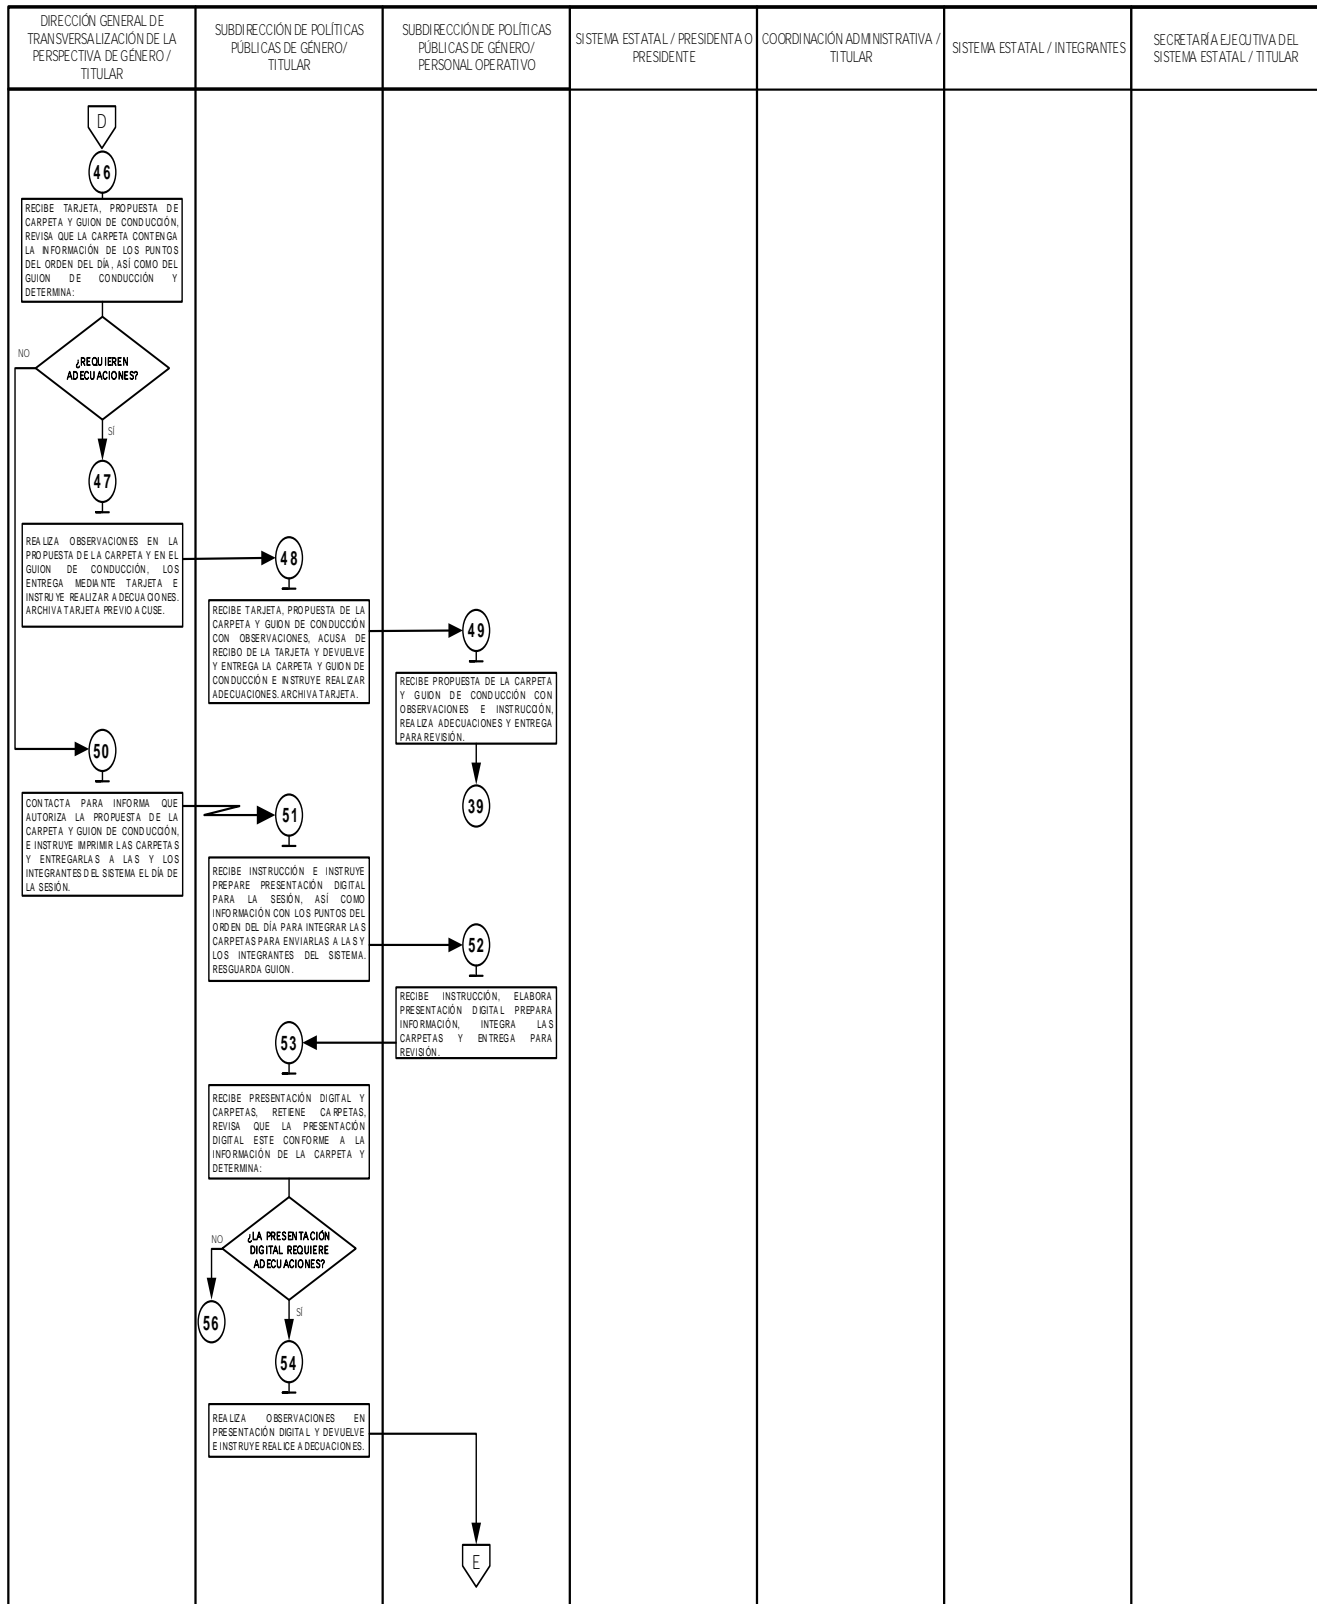 DIRECCIÓN GENERAL DE
TRANSVERSALIZACIÓN DE LA
PERSPECTIVA DE GÉNERO /
TITULAR
SUBDIRECCIÓN DE POLÍTICAS
PÚBLICAS DE GÉNERO/
TITULAR
SUBDIRECCIÓN DE POLÍTICAS
PÚBLICAS DE GÉNERO/
PERSONAL OPERATIVO
SISTEMA ESTATAL / PRESIDENTA O
PRESIDENTE
COORDINACIÓN ADMINISTRATIVA /
TITULAR
SISTEMA ESTATAL / INTEGRANTES
SECRETARÍA EJECUTIVA DEL
SISTEMA ESTATAL / TITULAR
D
46
RECIBE TARJETA, PROPUESTA DE
CARPETA Y GUION DE CONDUCCIÓN,
REVISA QUE LA CARPETA CONTENGA
LA INFORMACIÓN DE LOS PUNTOS
DEL ORDEN DEL DÍA, ASÍ COMO DEL
GUION DE CONDUCCIÓN Y
DETERMINA:
NO
¿REQUIEREN
ADECUACIONES?
SÍ
47
REALIZA OBSERVACIONES EN LA
PROPUESTA DE LA CARPETA Y EN EL
GUION DE CONDUCCIÓN, LOS
ENTREGA MEDIANTE TARJETA E
INSTRUYE REALIZAR ADECUACIONES.
ARCHIVA TARJETA PREVIO ACUSE.
48
RECIBE TARJETA, PROPUESTA DE LA
CARPETA Y GUION DE CONDUCCIÓN
CON OBSERVACIONES, ACUSA DE
RECIBO DE LA TARJETA Y DEVUELVE
Y ENTREGA LA CARPETA Y GUION DE
CONDUCCIÓN E INSTRUYE REALIZAR
ADECUACIONES. ARCHIVA TARJETA.
49
RECIBE PROPUESTA DE LA CARPETA
Y GUION DE CONDUCCIÓN CON
OBSERVACIONES E INSTRUCCIÓN,
REALIZA ADECUACIONES Y ENTREGA
PARA REVISIÓN.
39
50
CONTACTA PARA INFORMA QUE
AUTORIZA LA PROPUESTA DE LA
CARPETA Y GUION DE CONDUCCIÓN,
E INSTRUYE IMPRIMIR LAS CARPETAS
Y ENTREGARLAS A LAS Y LOS
INTEGRANTES DEL SISTEMA EL DÍA DE
LA SESIÓN.
51
RECIBE INSTRUCCIÓN E INSTRUYE
PREPARE PRESENTACIÓN DIGITAL
PARA LA SESIÓN, ASÍ COMO
INFORMACIÓN CON LOS PUNTOS DEL
ORDEN DEL DÍA PARA INTEGRAR LAS
CARPETAS PARA ENVIARLAS A LAS Y
LOS INTEGRANTES DEL SISTEMA.
RESGUARDA GUION.
52
RECIBE INSTRUCCIÓN, ELABORA
PRESENTACIÓN DIGITAL PREPARA
INFORMACIÓN, INTEGRA LAS
CARPETAS Y ENTREGA PARA
REVISIÓN.
53
RECIBE PRESENTACIÓN DIGITAL Y
CARPETAS, RETIENE CARPETAS,
REVISA QUE LA PRESENTACIÓN
DIGITAL ESTE CONFORME A LA
INFORMACIÓN DE LA CARPETA Y
DETERMINA:
NO
¿LA PRESENTACIÓN
DIGITAL REQUIERE
ADECUACIONES?
56
SÍ
54
REALIZA OBSERVACIONES EN
PRESENTACIÓN DIGITAL Y DEVUELVE
E INSTRUYE REALICE ADECUACIONES.
E